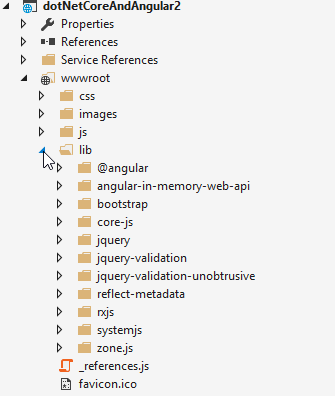 dotNetCoreAndAngular2
Properties
References
Service References
wwwroot
css
images
js
lib
@angular
angular-in-memory-web-api
bootstrap
core-js
jquery
jquery-validation
jquery-validation-unobtrusive
reflect-metadata
rxjs
systemjs
zone.js
_references.js
favicon.ico